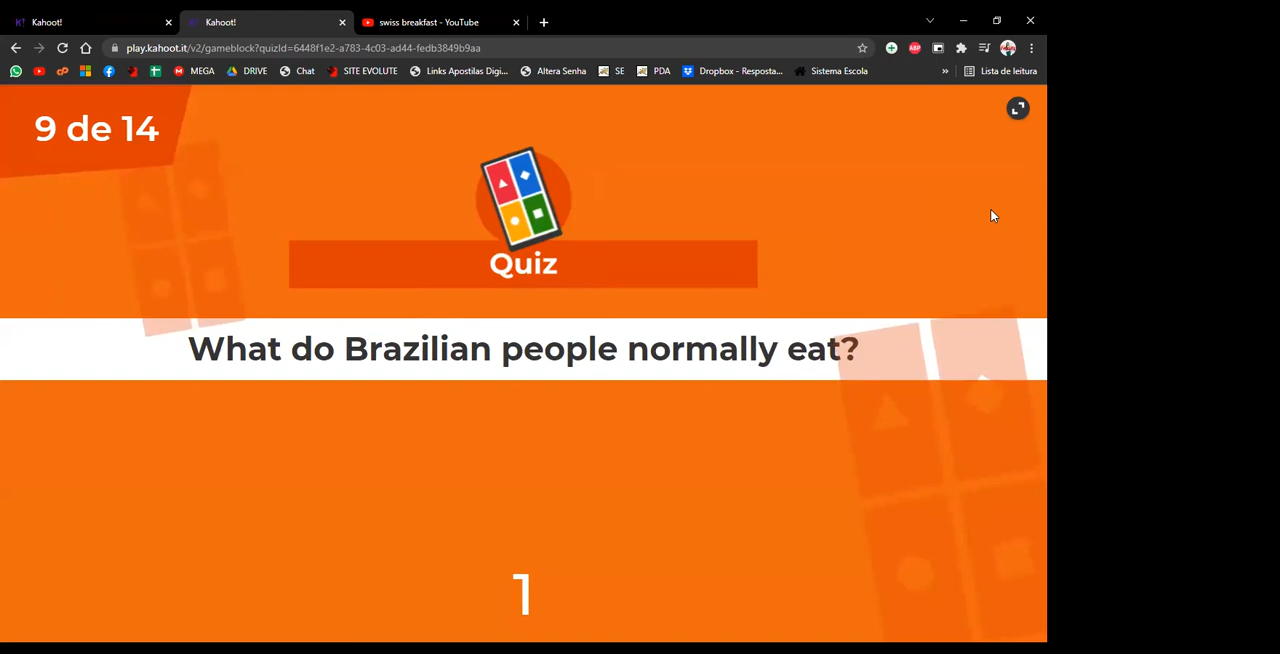 Kahoot!
Kahoot!
swiss breakfast - YouTube
play.kahoot.it/v2/gameblock?quizId=6448f1e2-a783-4c03-ad44-fedb3849b9aa
ABP
MEGA DRIVE Chat SITE EVOLUTE Links Apostilas Digi... Altera Senha SE PDA Dropbox - Resposta... Sistema Escola » Lista de leitura
9 de 14
Quiz
What do Brazilian people normally eat?
1